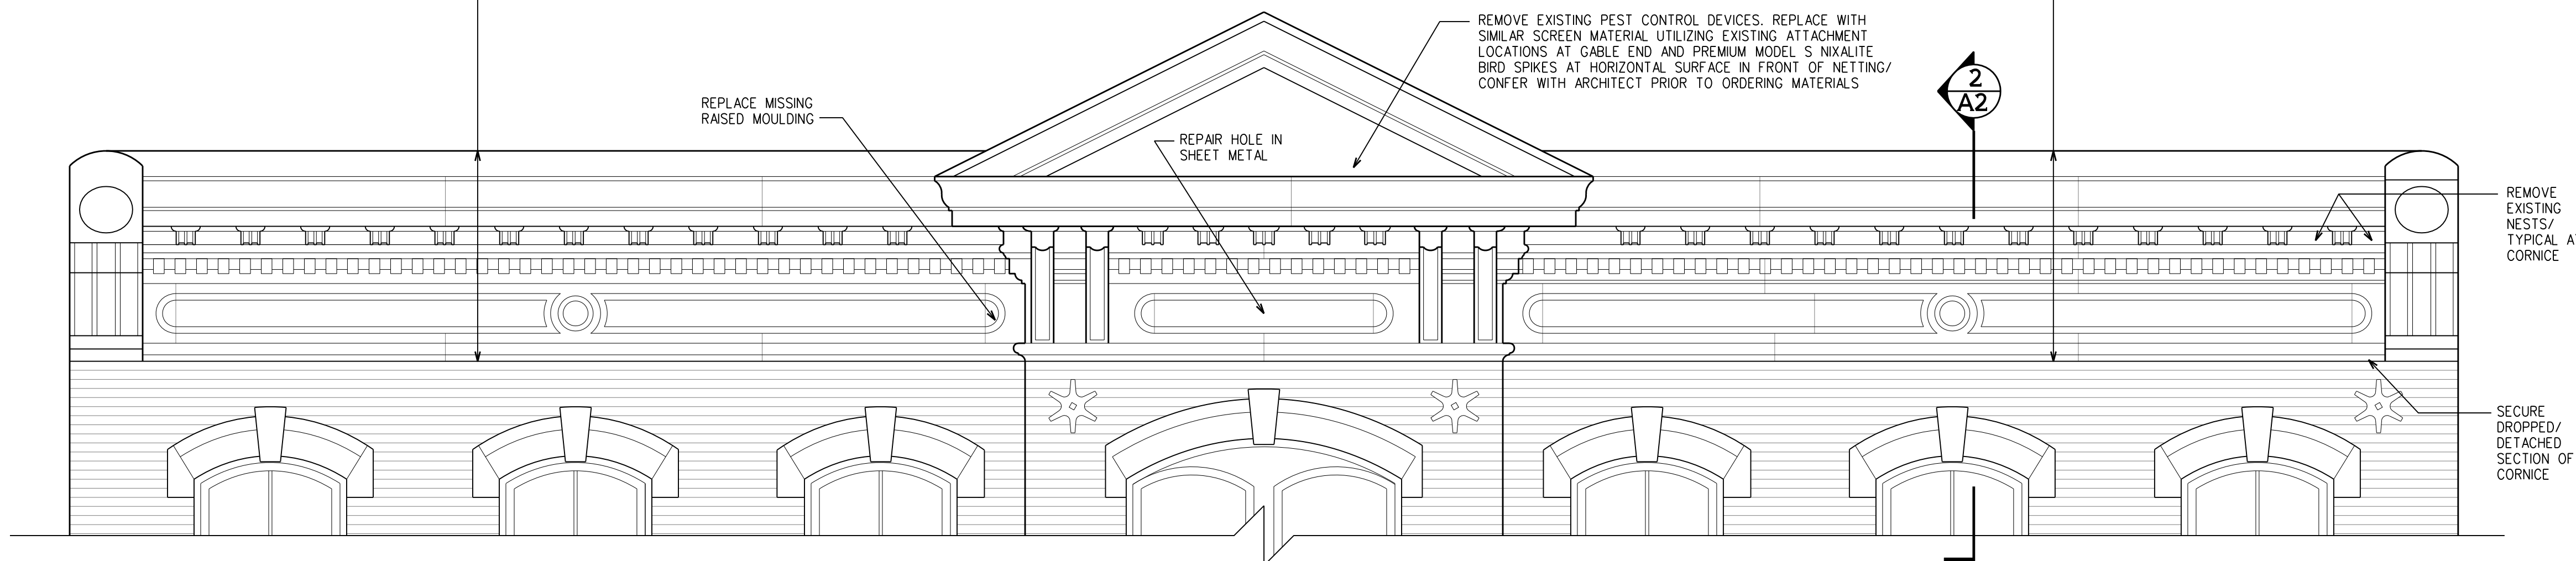 REMOVE EXISTING PEST CONTROL DEVICES. REPLACE WITH
SIMILAR SCREEN MATERIAL UTILIZING EXISTING ATTACHMENT
LOCATIONS AT GABLE END AND PREMIUM MODEL S NIXALITE
BIRD SPIKES AT HORIZONTAL SURFACE IN FRONT OF NETTING/
CONFER WITH ARCHITECT PRIOR TO ORDERING MATERIALS
2
A2
REPLACE MISSING
RAISED MOULDING
REPAIR HOLE IN
SHEET METAL
REMOVE
EXISTING
NESTS/
TYPICAL
CORNICE
SECURE
DROPPED/
DETACHED
SECTION OF
CORNICE